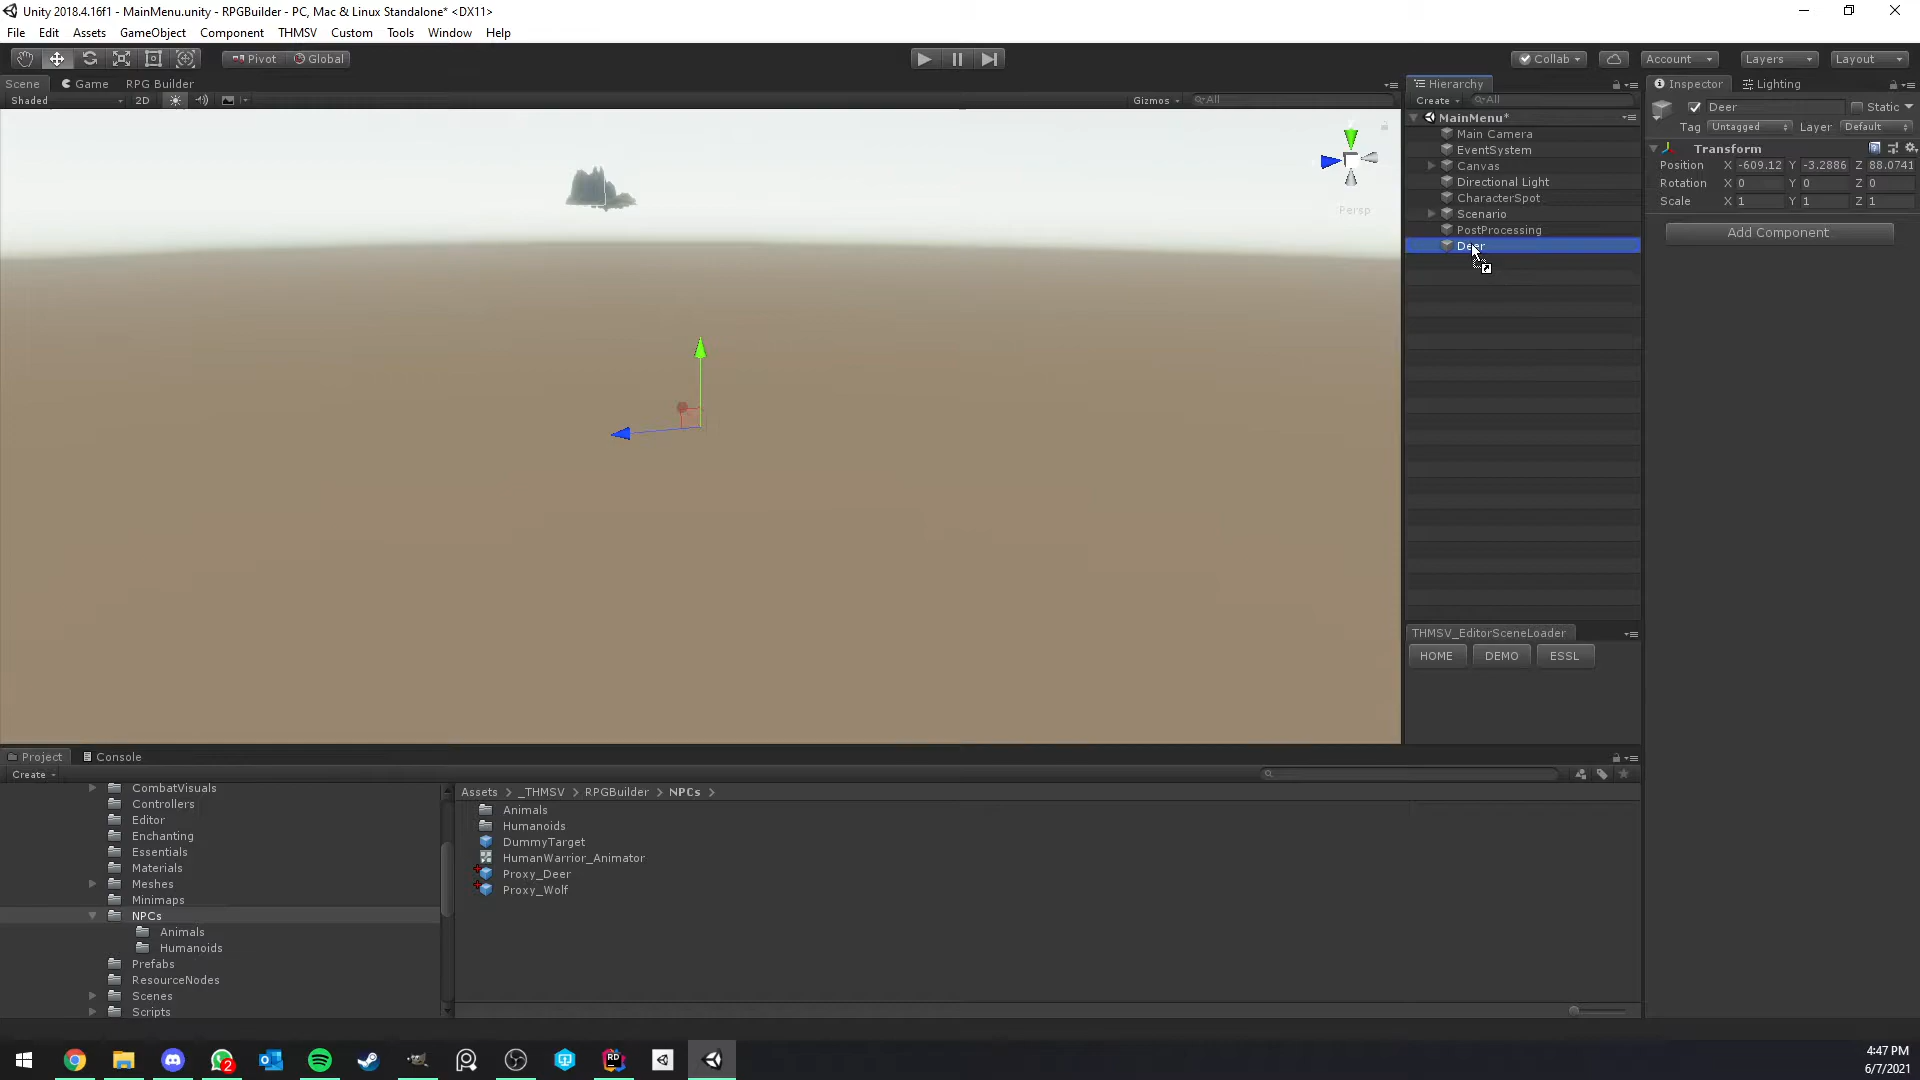 Unity 2018.4.16f1 - MainMenu.unity - RPGBuilder - PC, Mac & Linux Standalone* <DX11>
File Edit Assets GameObject Component THMSV Custom Tools Window Help
Pivot Global Collab Account Layers Layout
Scene Game RPG Builder
Shaded 2D Gizmos All
Persp
Hierarchy
Create All
MainMenu*
Main Camera
EventSystem
Canvas
Directional Light
CharacterSpot
Scenario
PostProcessing
Deer
THMSV_EditorSceneLoader
HOME DEMO ESSL
Inspector Lighting
Deer Static
Tag Untagged Layer Default
Transform
Position X -609.12 Y -3.2886 Z 88.0741
Rotation X 0 Y 0 Z 0
Scale X 1 Y 1 Z 1
Add Component
Project Console
Create
CombatVisuals
Controllers
Editor
Enchanting
Essentials
Materials
Meshes
Minimaps
NPCs
Animals
Humanoids
Prefabs
ResourceNodes
Scenes
Scripts
Assets > _THMSV > RPGBuilder > NPCs >
Animals
Humanoids
DummyTarget
HumanWarrior_Animator
Proxy_Deer
Proxy_Wolf
2
RD
4:47 PM
6/7/2021